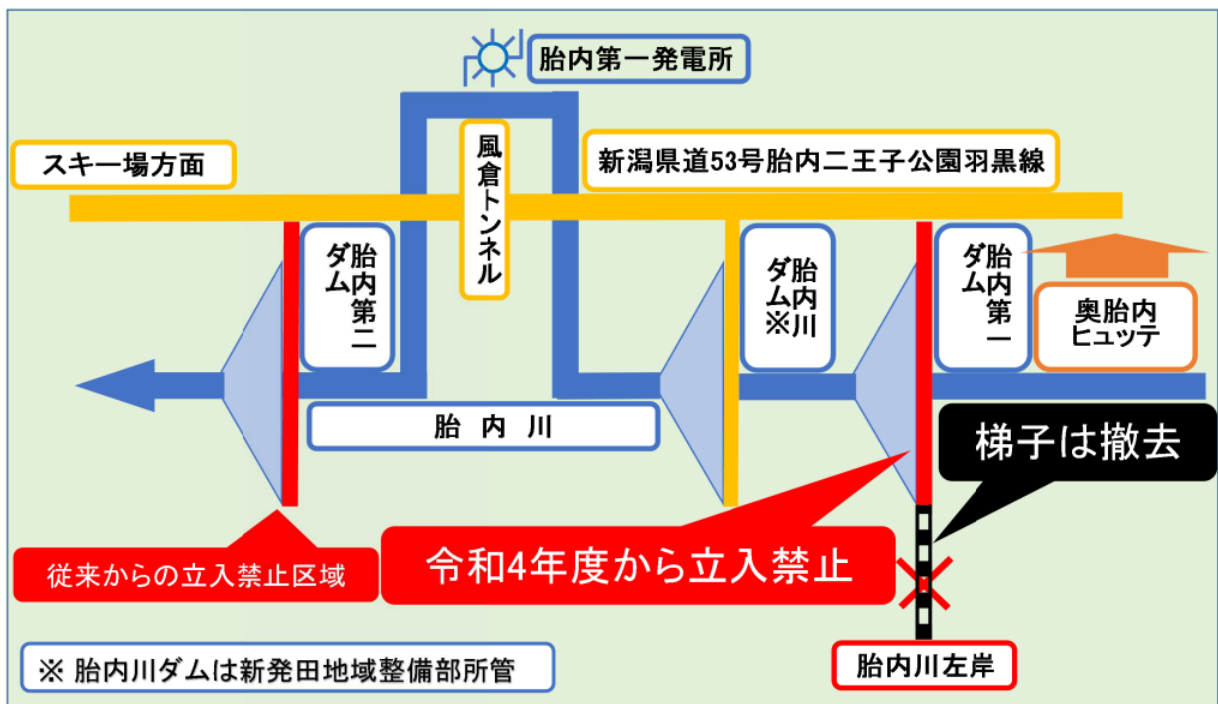 胎内第一発電所
スキー場方面
風倉トンネル
新潟県道53号胎内二王子公園羽黒線
胎内第二
ダム
胎内川
ダム※
胎内第一
ダム
奥胎内
ヒュッテ
胎 内 川
梯子は撤去
従来からの立入禁止区域
令和4年度から立入禁止
※ 胎内川ダムは新発田地域整備部所管
胎内川左岸